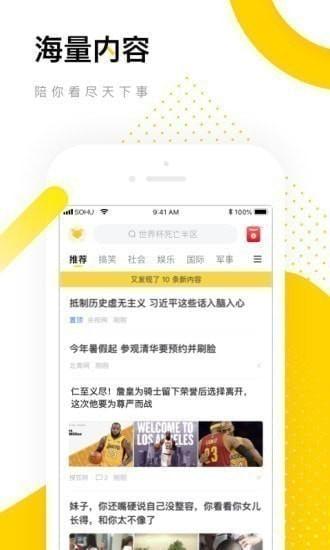 海量内容
陪你看尽天下事
SOHU
9:41 AM
100%
世界杯死亡半区
推荐 搞笑 社会 娱乐 国际 军事
又发现了 10 条新内容
抵制历史虚无主义 习近平这些话入脑入心
置顶 央视网 刚刚
今年暑假起 参观清华要预约并刷脸
北青网 刚刚
仁至义尽！詹皇为骑士留下荣誉后选择离开，
这次他要为尊严而战
WELCOME TO
LOS ANGELES
23
搜狐网 2 刚刚
妹子，你还嘴硬说自己没整容，你看看你女儿
长得，和你太不像了